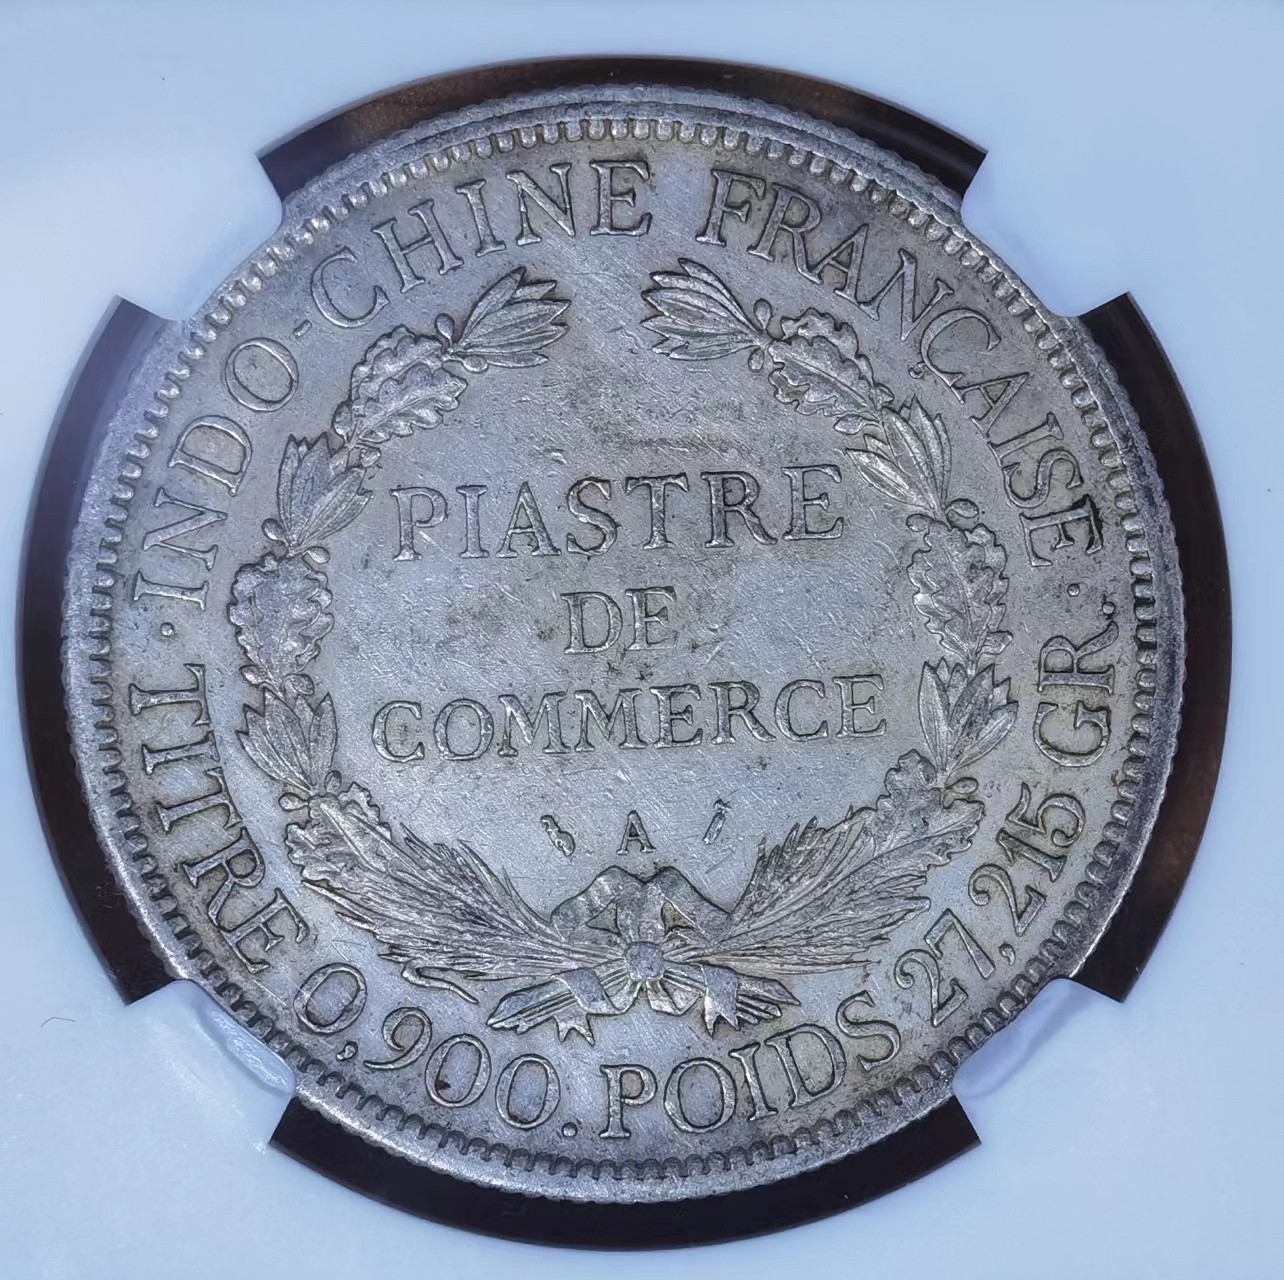 INDO-CHINE FRANÇAISE
PIASTRE
DE
COMMERCE
A
TITRE 0,900. POIDS 27,215 GR.